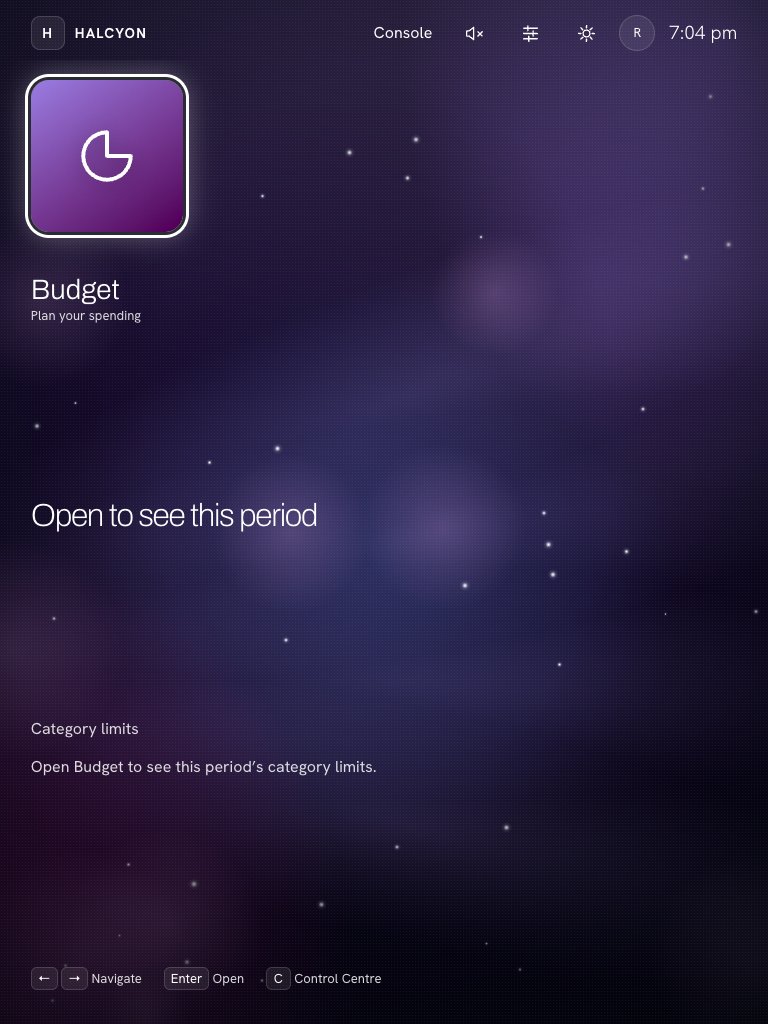 H HALCYON Console R 7:04 pm
Budget
Plan your spending
Open to see this period
Category limits
Open Budget to see this period’s category limits.
← → Navigate Enter Open C Control Centre